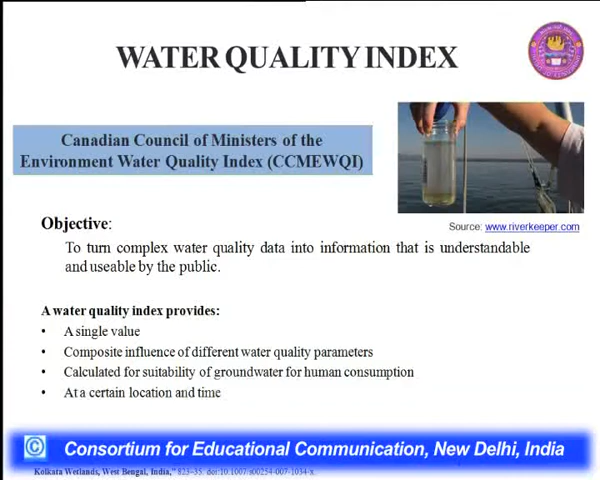 WATER QUALITY INDEX
Canadian Council of Ministers of the
Environment Water Quality Index (CCMEWQI)
Source: www.riverkeeper.com
Objective:
To turn complex water quality data into information that is understandable
and useable by the public.
A water quality index provides:
• A single value
• Composite influence of different water quality parameters
• Calculated for suitability of groundwater for human consumption
• At a certain location and time
© Consortium for Educational Communication, New Delhi, India
Kolkata Wetlands, West Bengal, India," 825-35. doi:10.1007/s00254-007-1034-x.